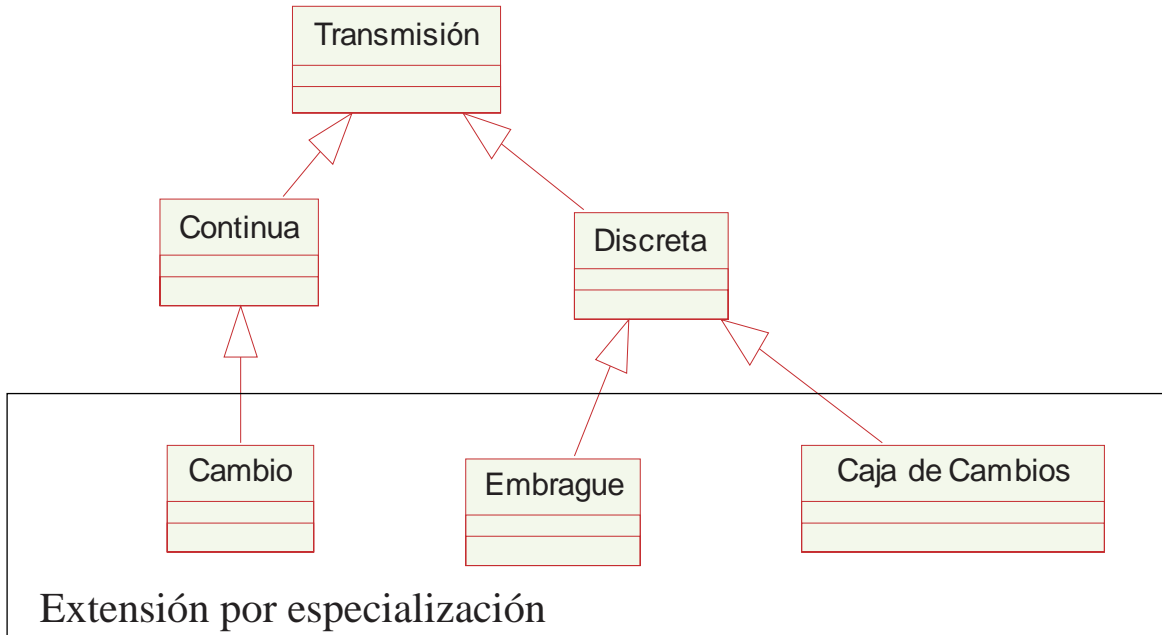 Transmisión
Continua
Discreta
Cambio
Embrague
Caja de Cambios
Extensión por especialización